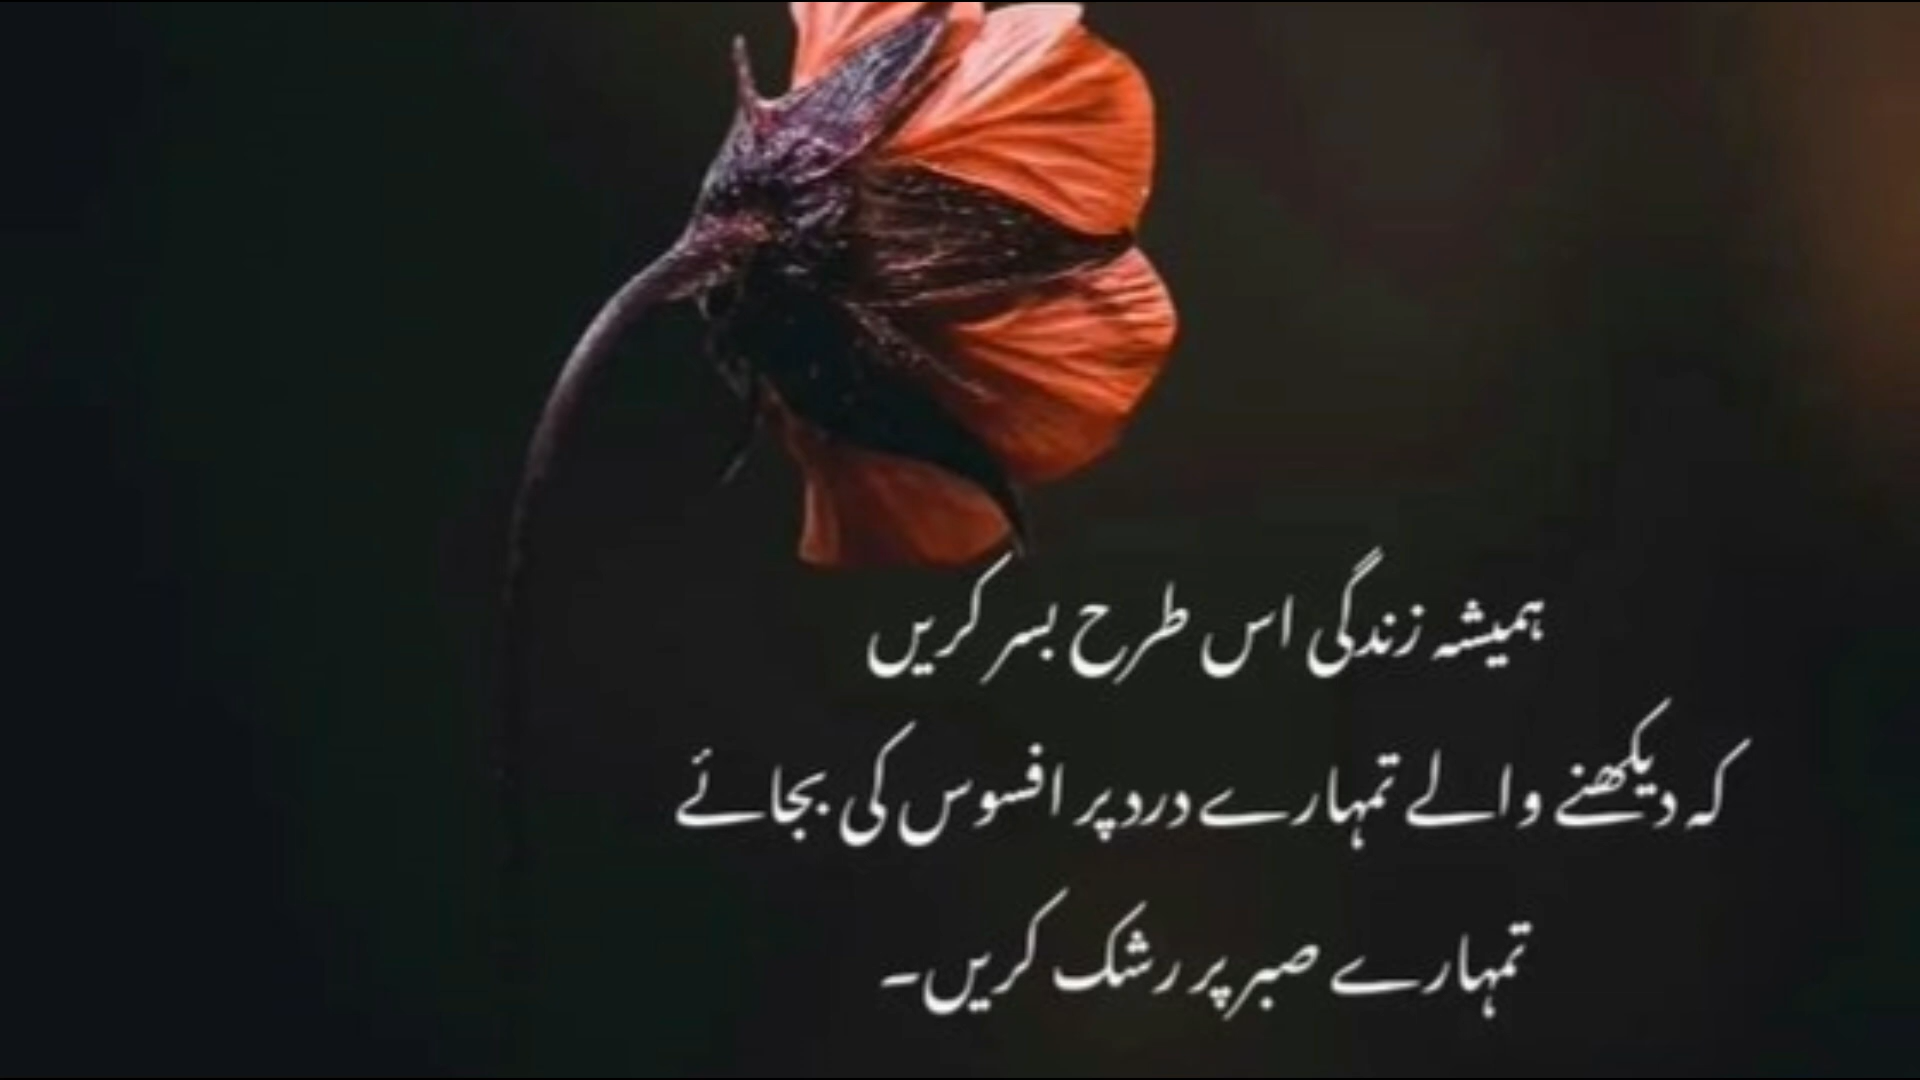 ہمیشہ زندگی اس طرح بسر کریں
کہ دیکھنے والے تمہارے درد پر افسوس کی بجائے
تمہارے صبر پر رشک کریں۔